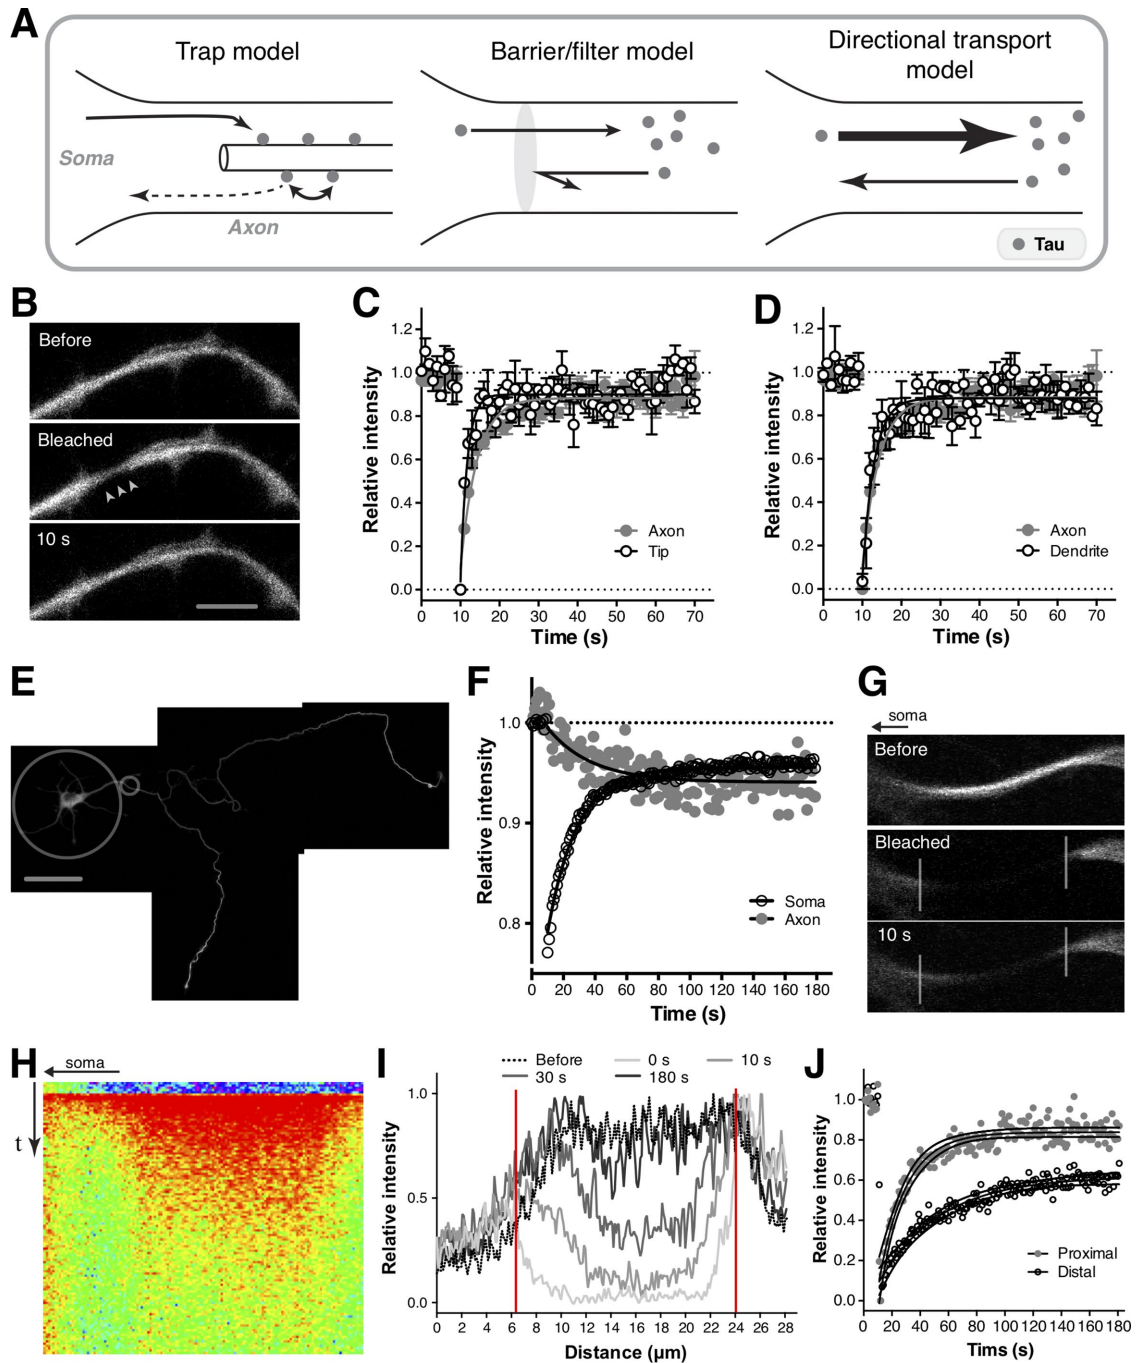 A
Trap model
Barrier/filter model
Directional transport
model
Soma
Axon
Tau
B
Before
Bleached
10 s
C
Relative intensity
1.2
1.0
0.8
0.6
0.4
0.2
0.0
Axon
Tip
0 10 20 30 40 50 60 70
Time (s)
D
Relative intensity
1.2
1.0
0.8
0.6
0.4
0.2
0.0
Axon
Dendrite
0 10 20 30 40 50 60 70
Time (s)
E
F
Relative intensity
1.0
0.9
0.8
Soma
Axon
0 20 40 60 80 100 120 140 160 180
Time (s)
G
soma
Before
Bleached
10 s
H
soma
t
I
Before 0 s 10 s
30 s 180 s
Relative intensity
1.0
0.5
0.0
0 2 4 6 8 10 12 14 16 18 20 22 24 26 28
Distance (µm)
J
Relative intensity
1.0
0.8
0.6
0.4
0.2
0.0
Proximal
Distal
0 20 40 60 80 100 120 140 160 180
Tims (s)